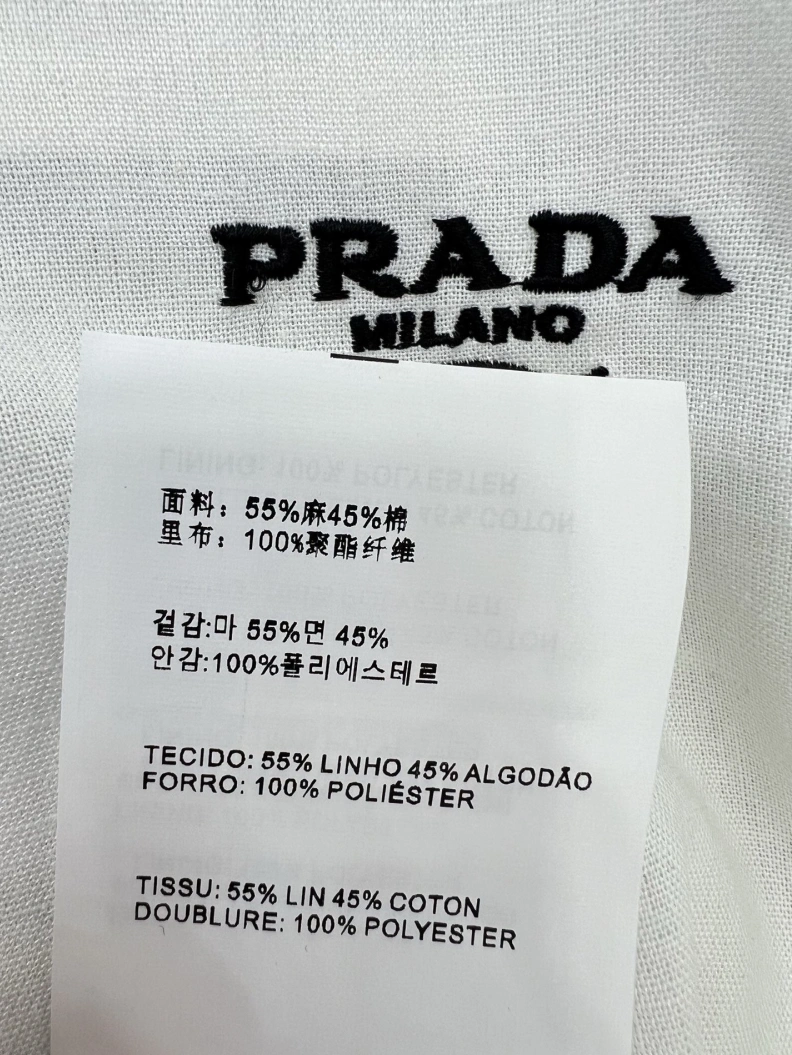 PRADA
MILANO
面料：55%麻45%棉
里布：100%聚酯纤维
겉감:마 55%면 45%
안감:100%폴리에스테르
TECIDO: 55% LINHO 45% ALGODÃO
FORRO: 100% POLIÉSTER
TISSU: 55% LIN 45% COTON
DOUBLURE: 100% POLYESTER